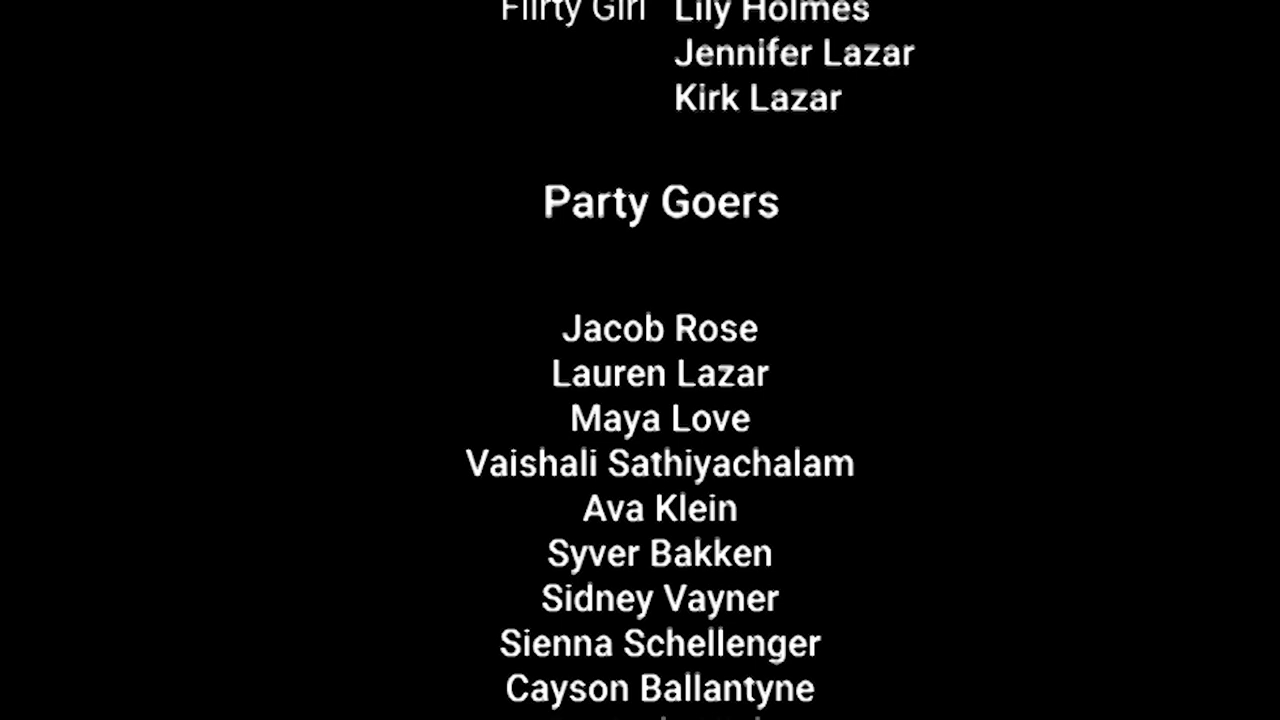 Flirty Girl Lily Holmes
Jennifer Lazar
Kirk Lazar
Party Goers
Jacob Rose
Lauren Lazar
Maya Love
Vaishali Sathiyachalam
Ava Klein
Syver Bakken
Sidney Vayner
Sienna Schellenger
Cayson Ballantyne